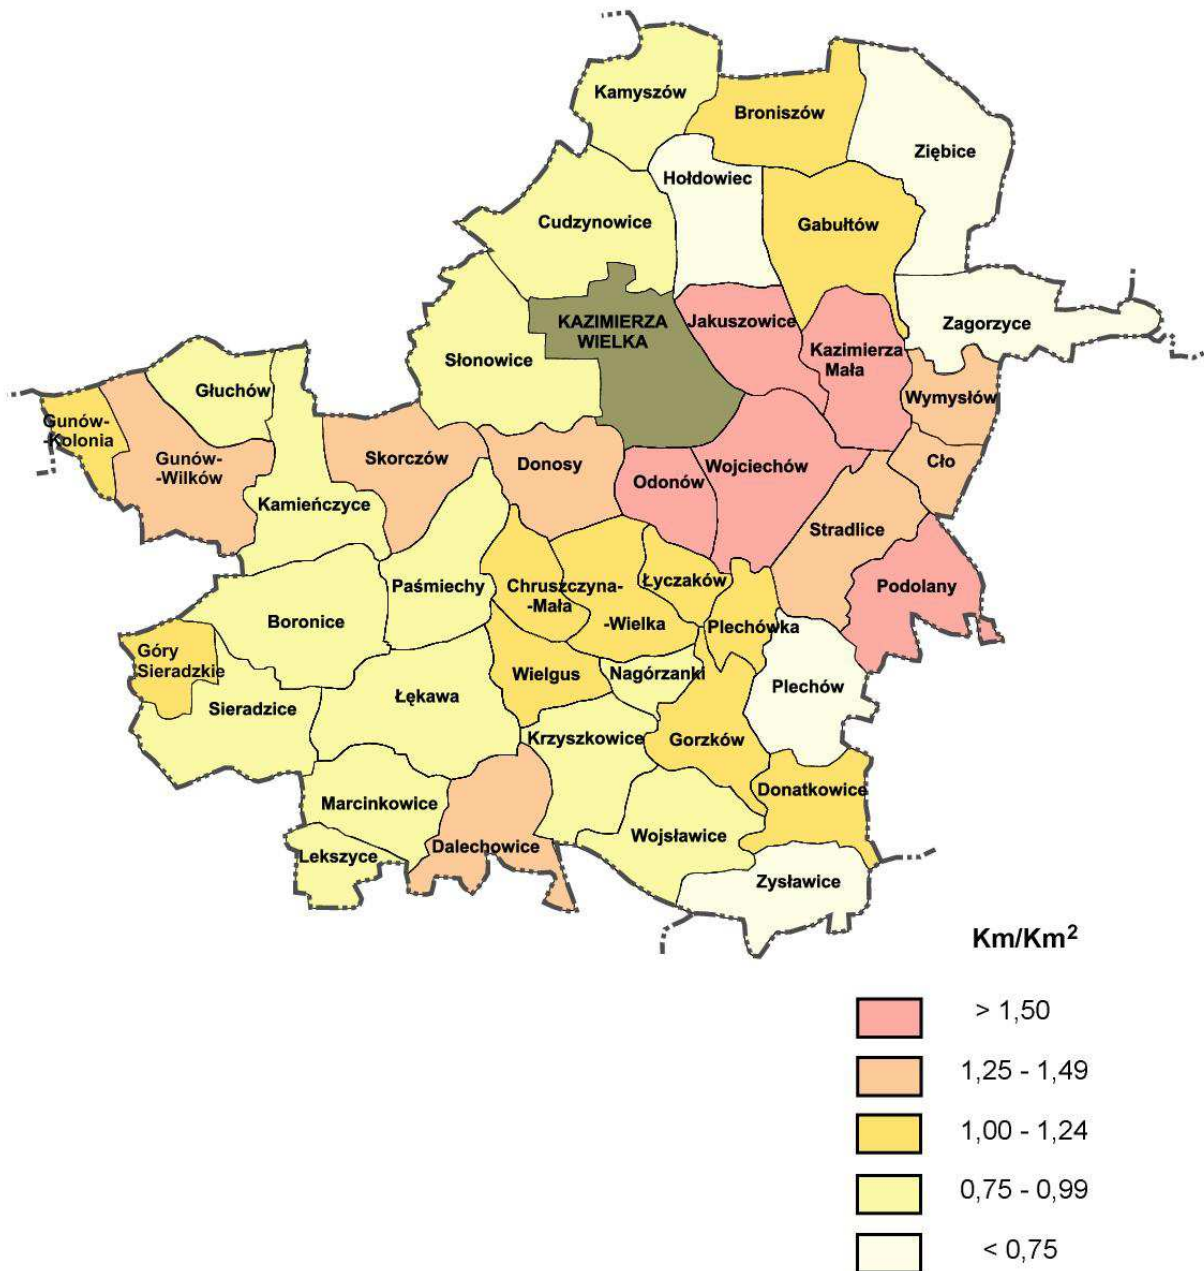 Kamyszów
Broniszów
Ziębice
Hołdowiec
Cudzynowice
Gabułtów
KAZIMIERZA
WIELKA
Jakuszowice
Zagorzyce
Kazimierza
Mała
Słonowice
Głuchów
Wymysłów
Gunów-
-Kolonia
Gunów-
-Wilków
Skorczów
Donosy
Wojciechów
Cło
Odonów
Kamieńczyce
Stradlice
Paśmiechy
Chruszczyna-
-Mała
Łyczaków
Podolany
Boronice
-Wielka
Plechówka
Góry
Sieradzkie
Wielgus
Nagórzanki
Plechów
Łękawa
Sieradzice
Krzyszkowice
Gorzków
Donatkowice
Marcinkowice
Wojsławice
Dalechowice
Lekszyce
Zysławice
Km/Km²
> 1,50
1,25 - 1,49
1,00 - 1,24
0,75 - 0,99
< 0,75